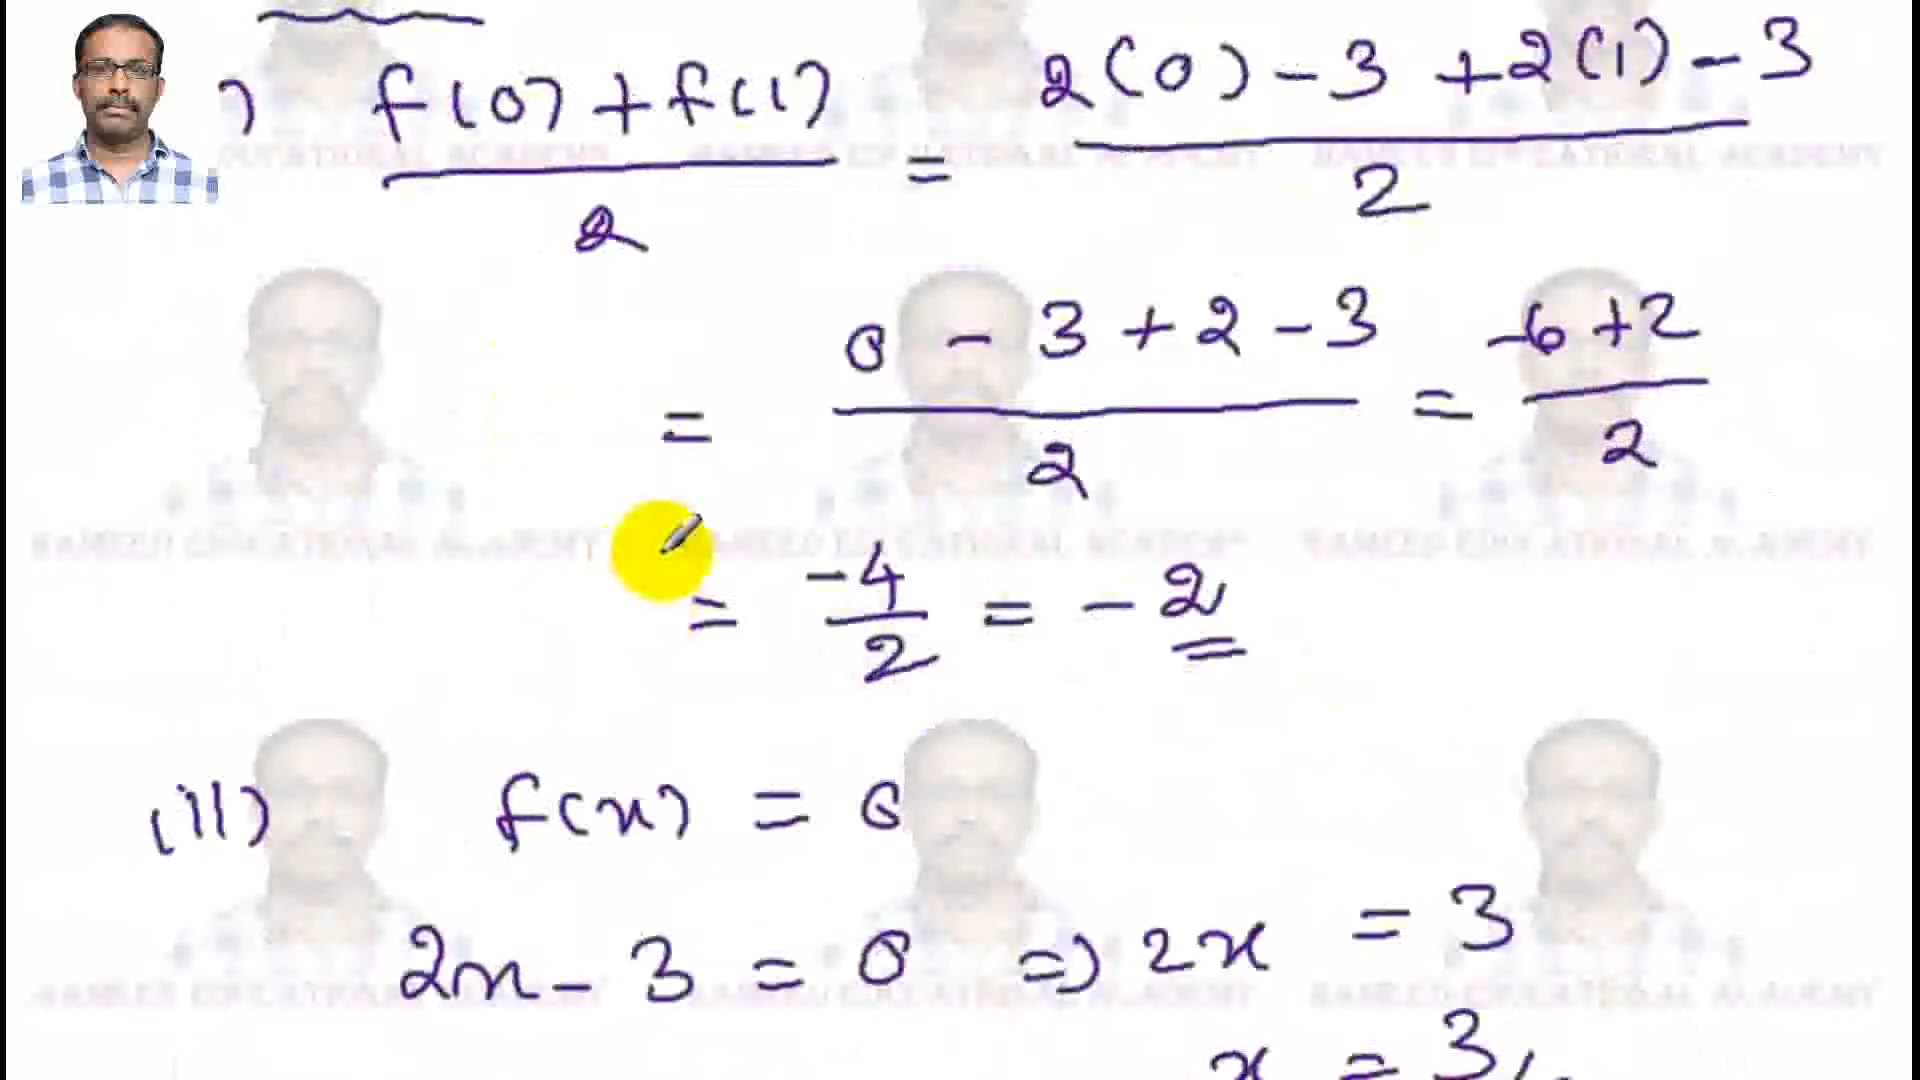 ) f(0) + f(1) / 2 = 2(0) - 3 + 2(1) - 3 / 2
= 0 - 3 + 2 - 3 / 2 = -6 + 2 / 2
= -4 / 2 = -2
(ii) f(x) = 0
2x - 3 = 0 => 2x = 3
x = 3/